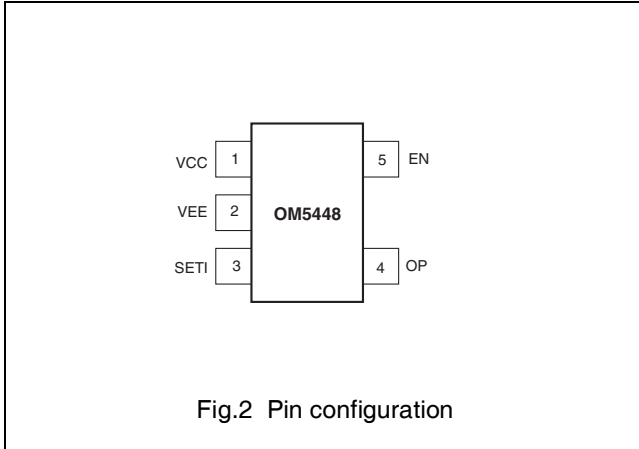 VCC 1 5 EN
VEE 2 OM5448
SETI 3 4 OP
Fig.2 Pin configuration